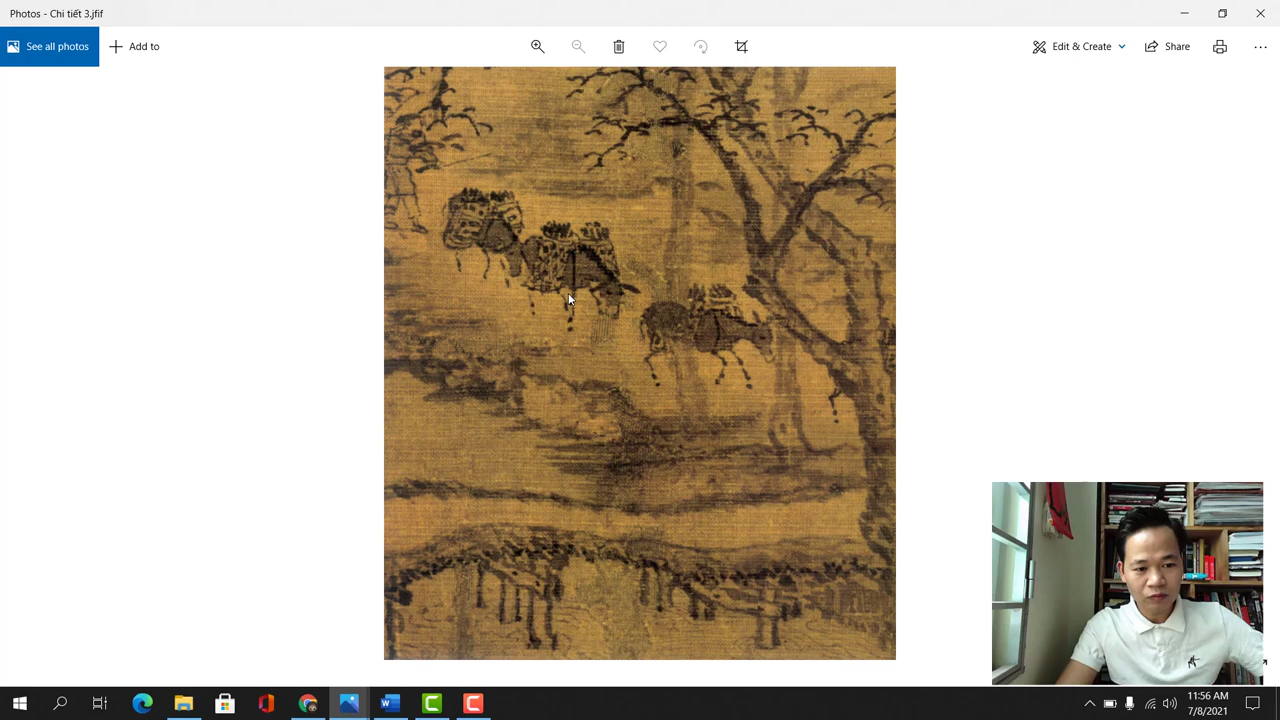 Photos - Chi tiết 3.jfif
See all photos
Add to
Edit & Create
Share
11:56 AM
7/8/2021